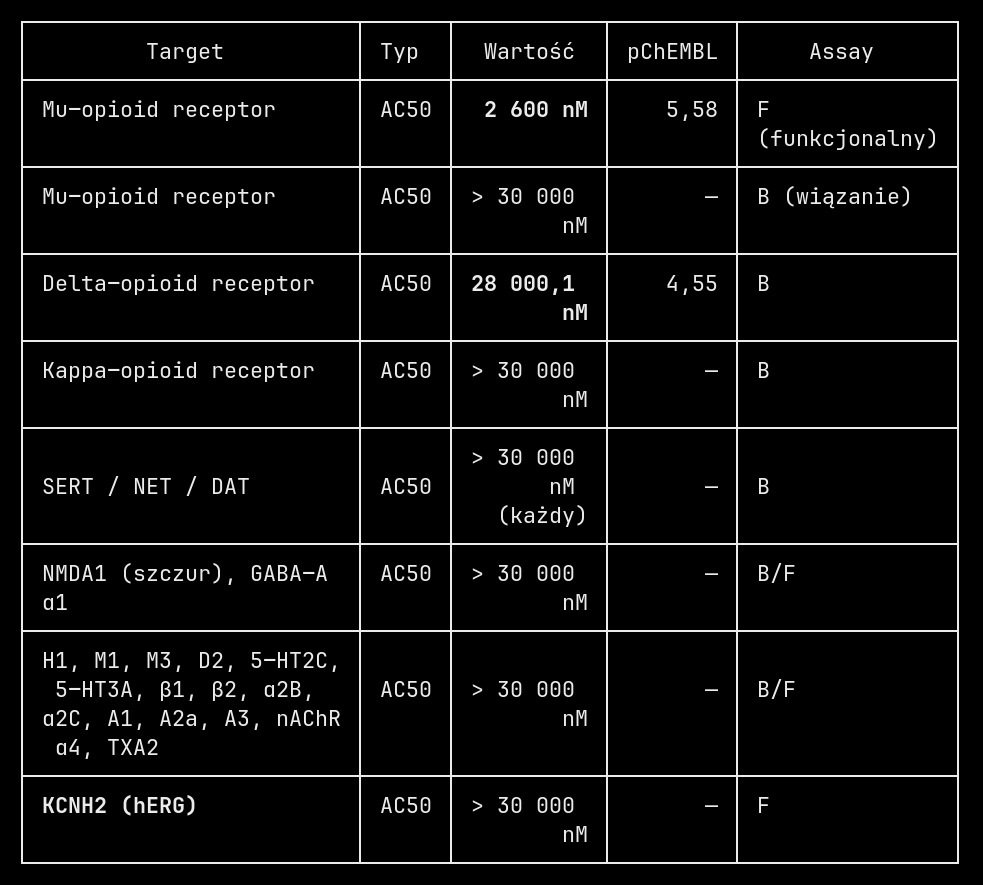 Target Typ Wartość pChEMBL Assay
Mu-opioid receptor AC50 2 600 nM 5,58 F
(funkcjonalny)
Mu-opioid receptor AC50 > 30 000 — B (wiązanie)
nM
Delta-opioid receptor AC50 28 000,1 4,55 B
nM
Kappa-opioid receptor AC50 > 30 000 — B
nM
> 30 000
SERT / NET / DAT AC50 nM — B
(każdy)
NMDA1 (szczur), GABA-A AC50 > 30 000 — B/F
α1 nM
H1, M1, M3, D2, 5-HT2C,
5-HT3A, β1, β2, α2B, AC50 > 30 000 — B/F
α2C, A1, A2a, A3, nAChR nM
α4, TXA2
KCNH2 (hERG) AC50 > 30 000 — F
nM